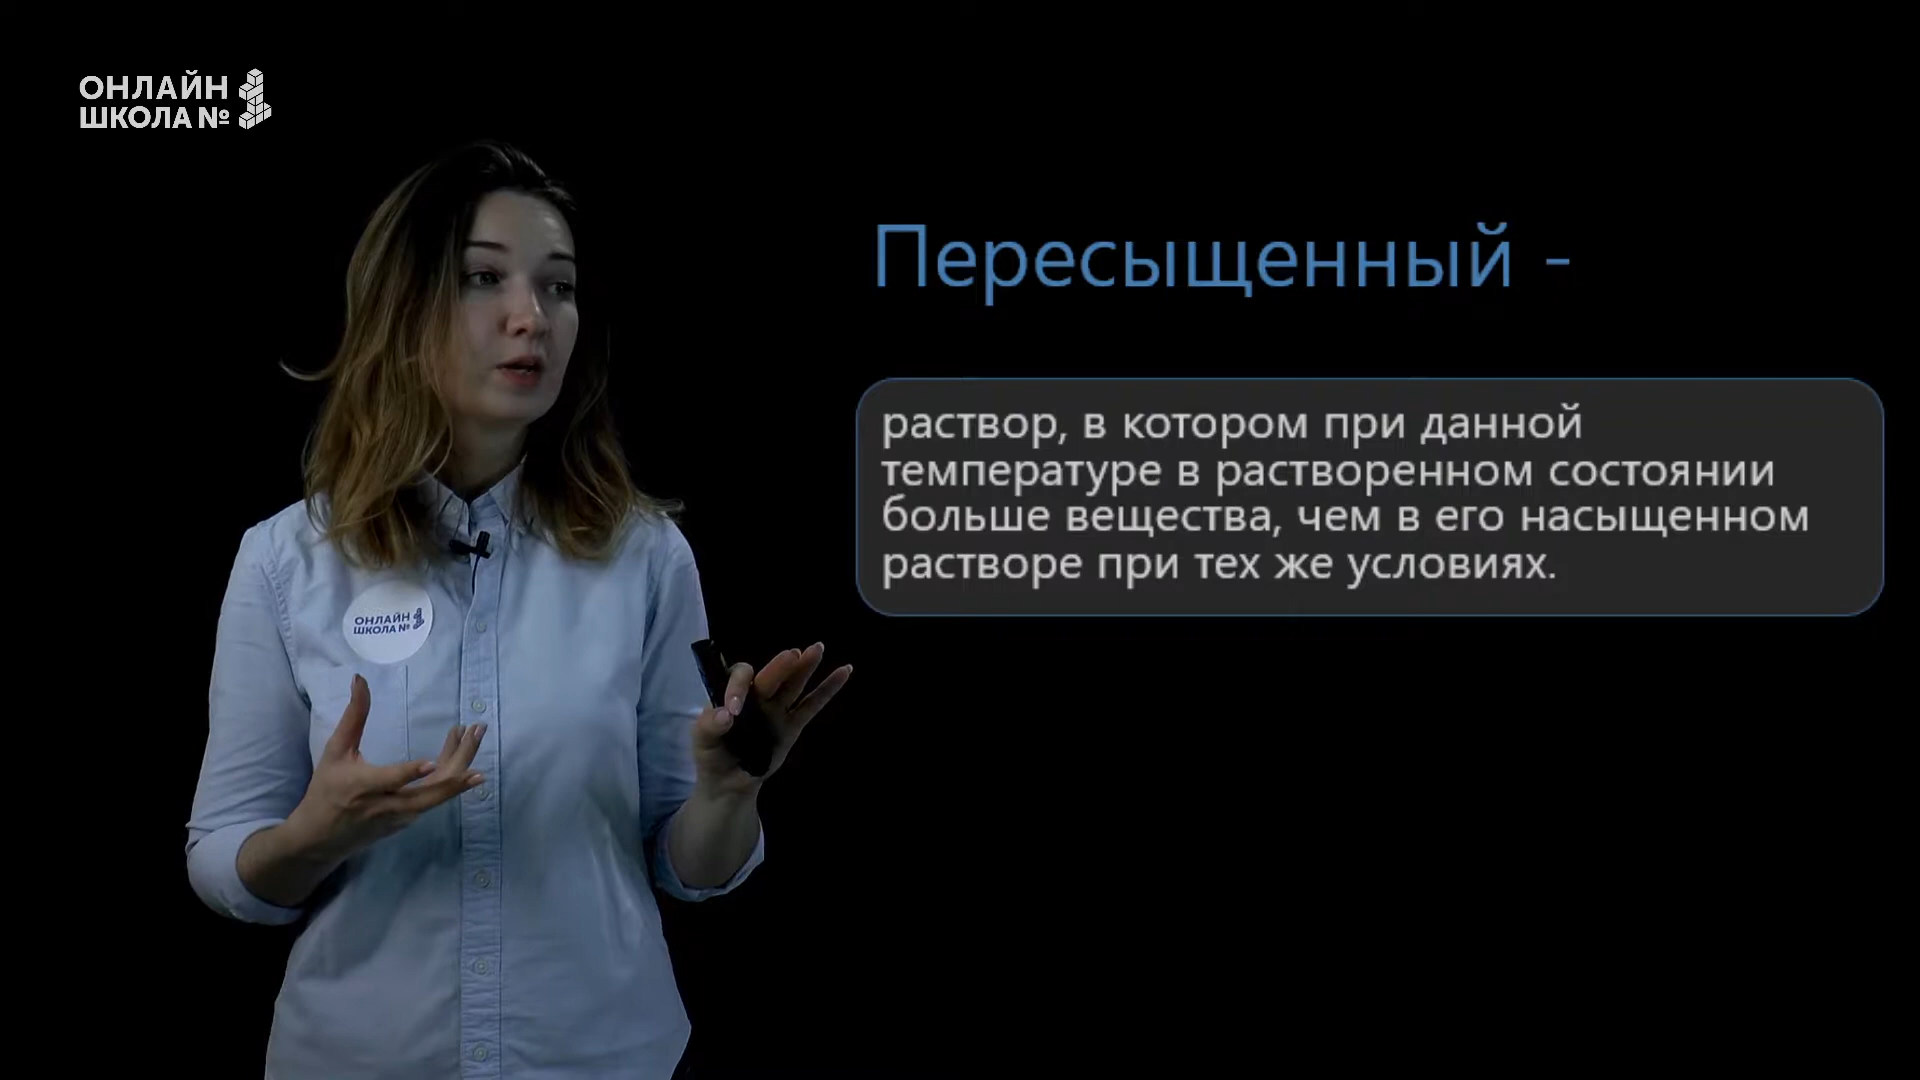 ОНЛАЙН
ШКОЛА №
Пересыщенный -
раствор, в котором при данной
температуре в растворенном состоянии
больше вещества, чем в его насыщенном
растворе при тех же условиях.
ОНЛАЙН
ШКОЛА №